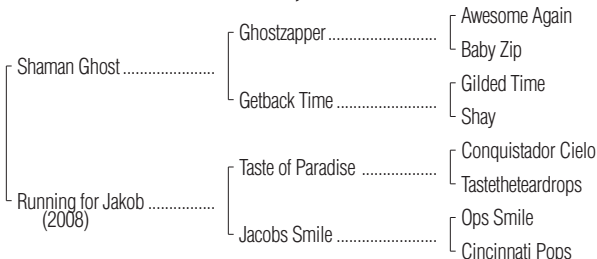 Awesome Again
Ghostzapper ........................
Baby Zip
Shaman Ghost .....................
Gilded Time
Getback Time ......................
Shay
Conquistador Cielo
Taste of Paradise .................
Tastetheteardrops
Running for Jakob ...............
(2008)
Ops Smile
Jacobs Smile .......................
Cincinnati Pops